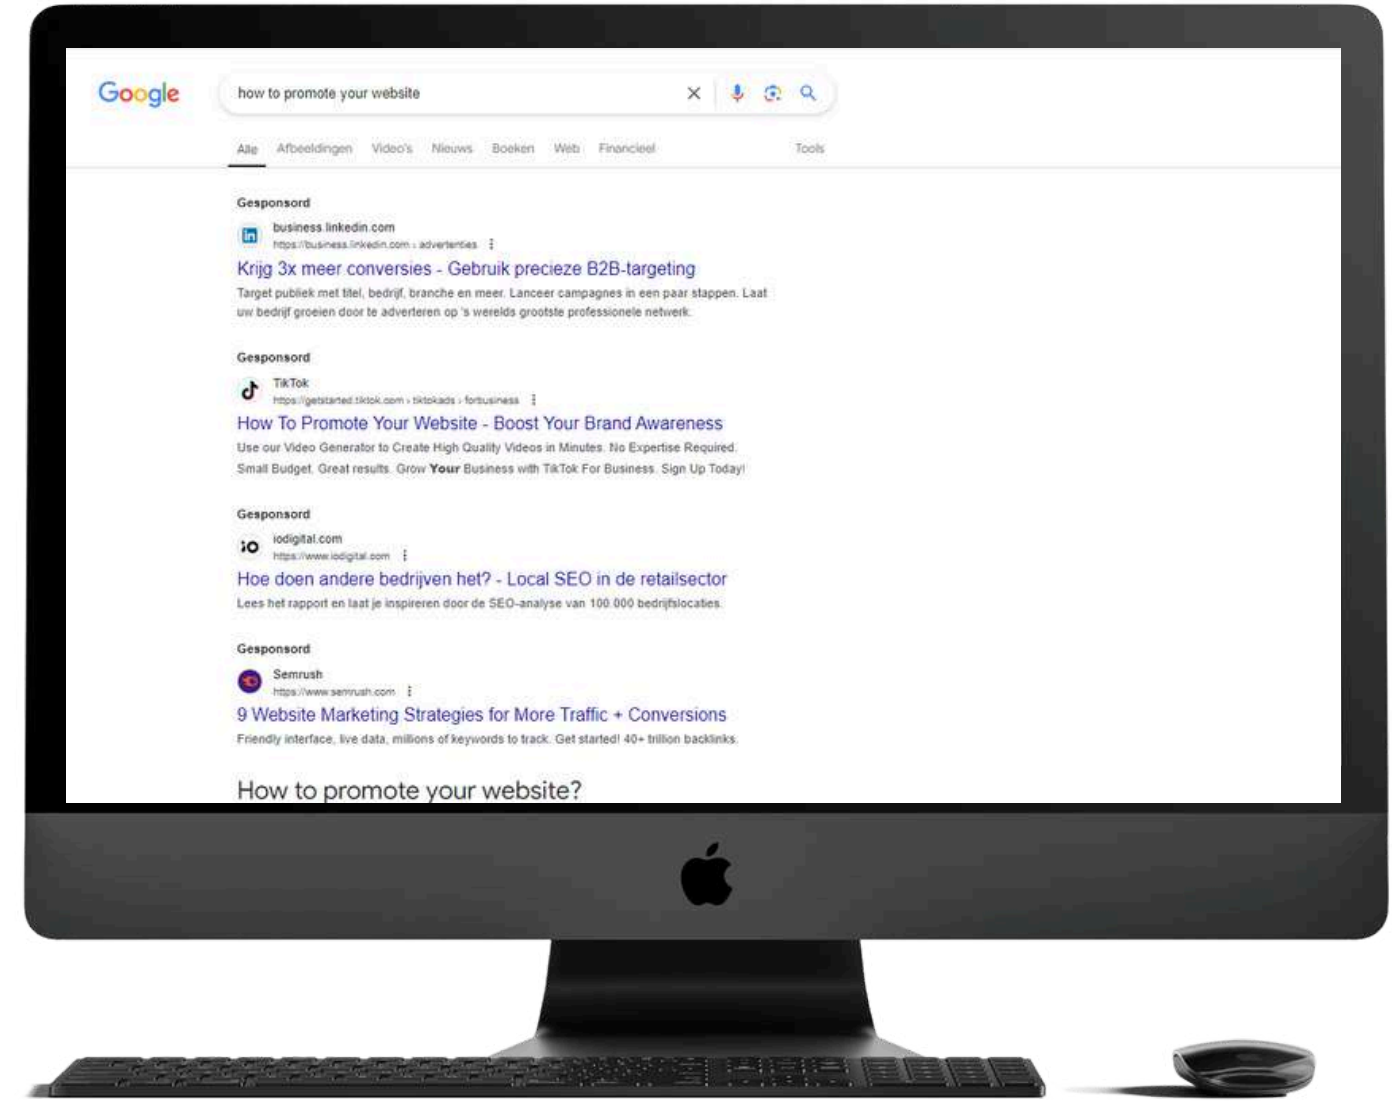 Google
how to promote your website
Alle Afbeeldingen Video's Nieuws Boeken Web Financieel Tools
Gesponsord
in
business.linkedin.com
https://business.linkedin.com › advertenties
Krijg 3x meer conversies - Gebruik precieze B2B-targeting
Target publiek met titel, bedrijf, branche en meer. Lanceer campagnes in een paar stappen. Laat
uw bedrijf groeien door te adverteren op 's werelds grootste professionele netwerk.
Gesponsord
TikTok
https://getstarted.tiktok.com › tiktokads › forbusiness
How To Promote Your Website - Boost Your Brand Awareness
Use our Video Generator to Create High Quality Videos in Minutes. No Expertise Required.
Small Budget. Great results. Grow Your Business with TikTok For Business. Sign Up Today!
Gesponsord
iO
iodigital.com
https://www.iodigital.com
Hoe doen andere bedrijven het? - Local SEO in de retailsector
Lees het rapport en laat je inspireren door de SEO-analyse van 100.000 bedrijfslocaties.
Gesponsord
Semrush
https://www.semrush.com
9 Website Marketing Strategies for More Traffic + Conversions
Friendly interface, live data, millions of keywords to track. Get started! 40+ trillion backlinks.
How to promote your website?